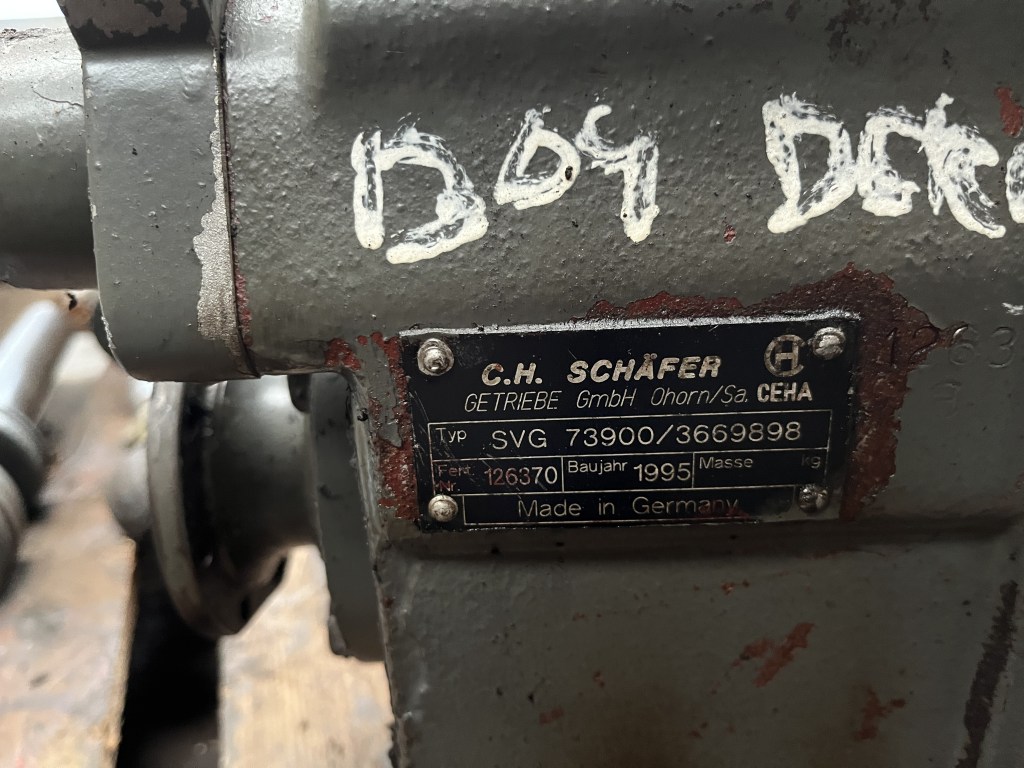 C.H. SCHÄFER
GETRIEBE GmbH Ohorn/Sa. CEHA
Typ SVG 73900/3669898
Fert. Nr. 126370 Baujahr 1995 Masse kg
Made in Germany